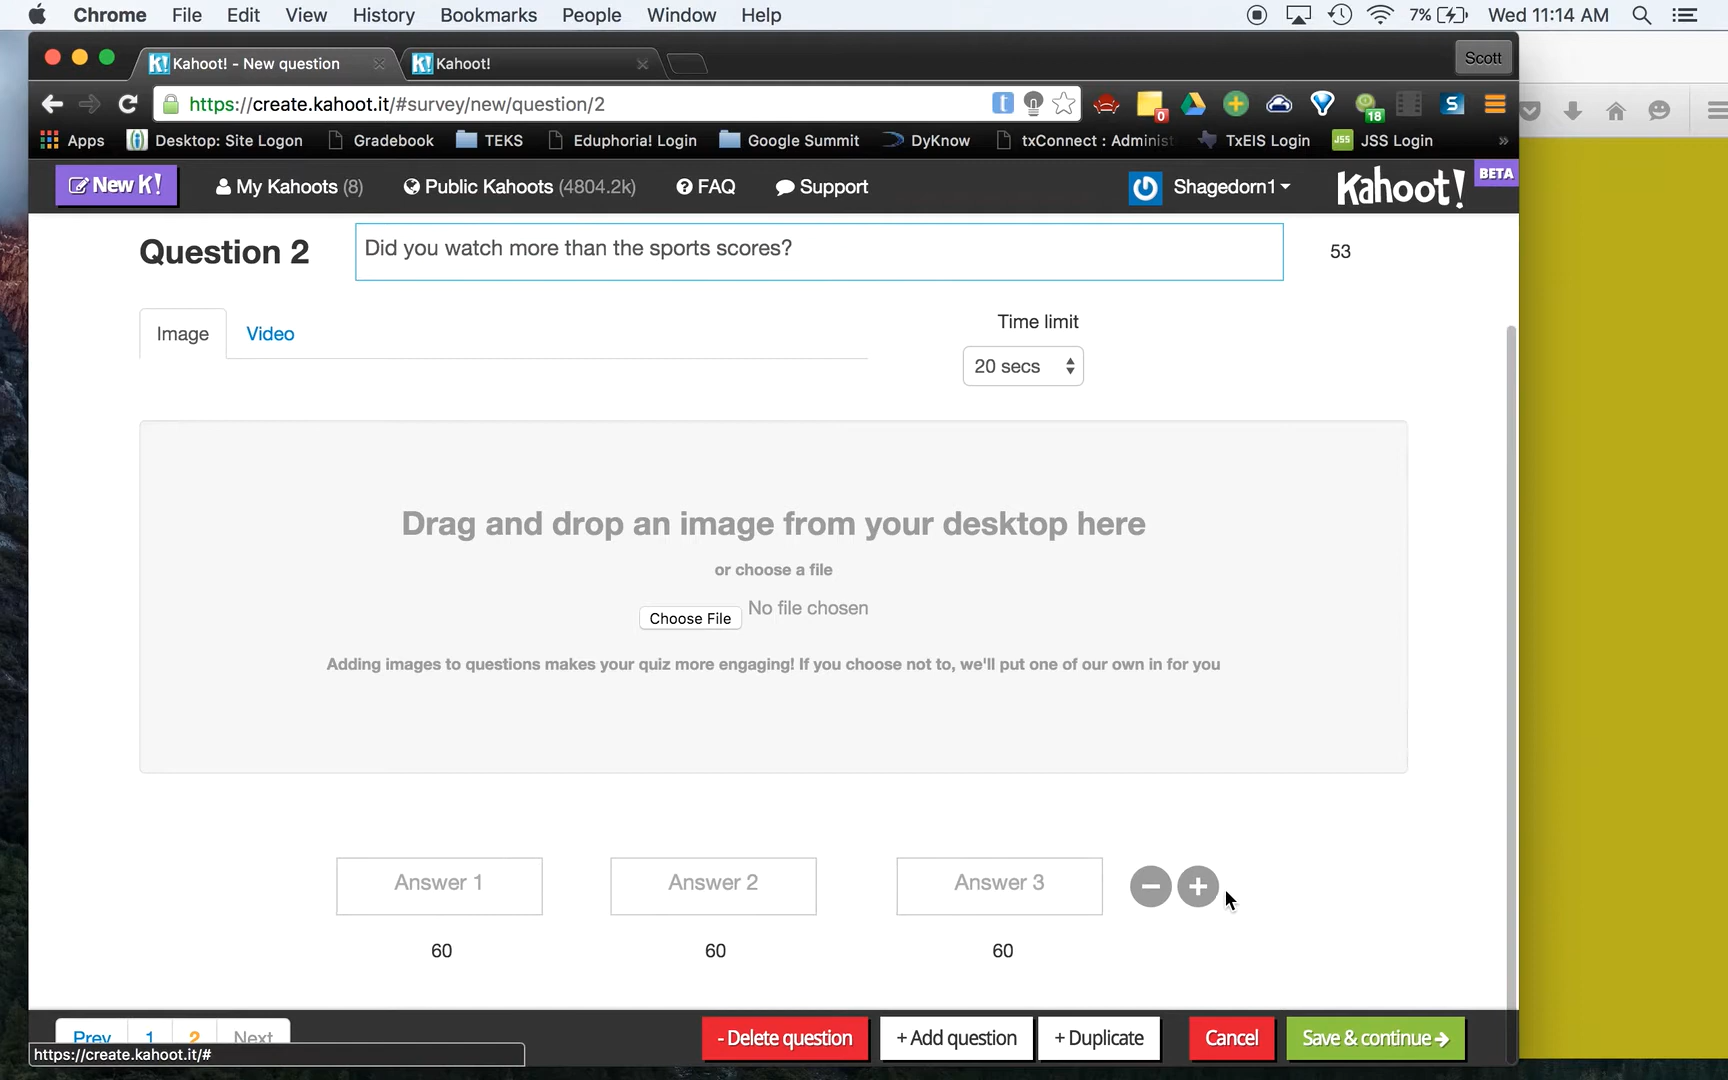 Chrome File Edit View History Bookmarks People Window Help 7% Wed 11:14 AM
Kahoot! - New question Kahoot! Scott
https://create.kahoot.it/#survey/new/question/2 t 0 18 S
Apps Desktop: Site Logon Gradebook TEKS Eduphoria! Login Google Summit DyKnow txConnect : Adminis TxEIS Login JSS JSS Login »
New K! My Kahoots (8) Public Kahoots (4804.2k) FAQ Support Shagedorn1 Kahoot! BETA
Question 2 Did you watch more than the sports scores? 53
Image Video Time limit
20 secs
Drag and drop an image from your desktop here
or choose a file
Choose File No file chosen
Adding images to questions makes your quiz more engaging! If you choose not to, we'll put one of our own in for you
Answer 1 Answer 2 Answer 3
60 60 60
Prev 1 2 Next - Delete question + Add question + Duplicate Cancel Save & continue
https://create.kahoot.it/#